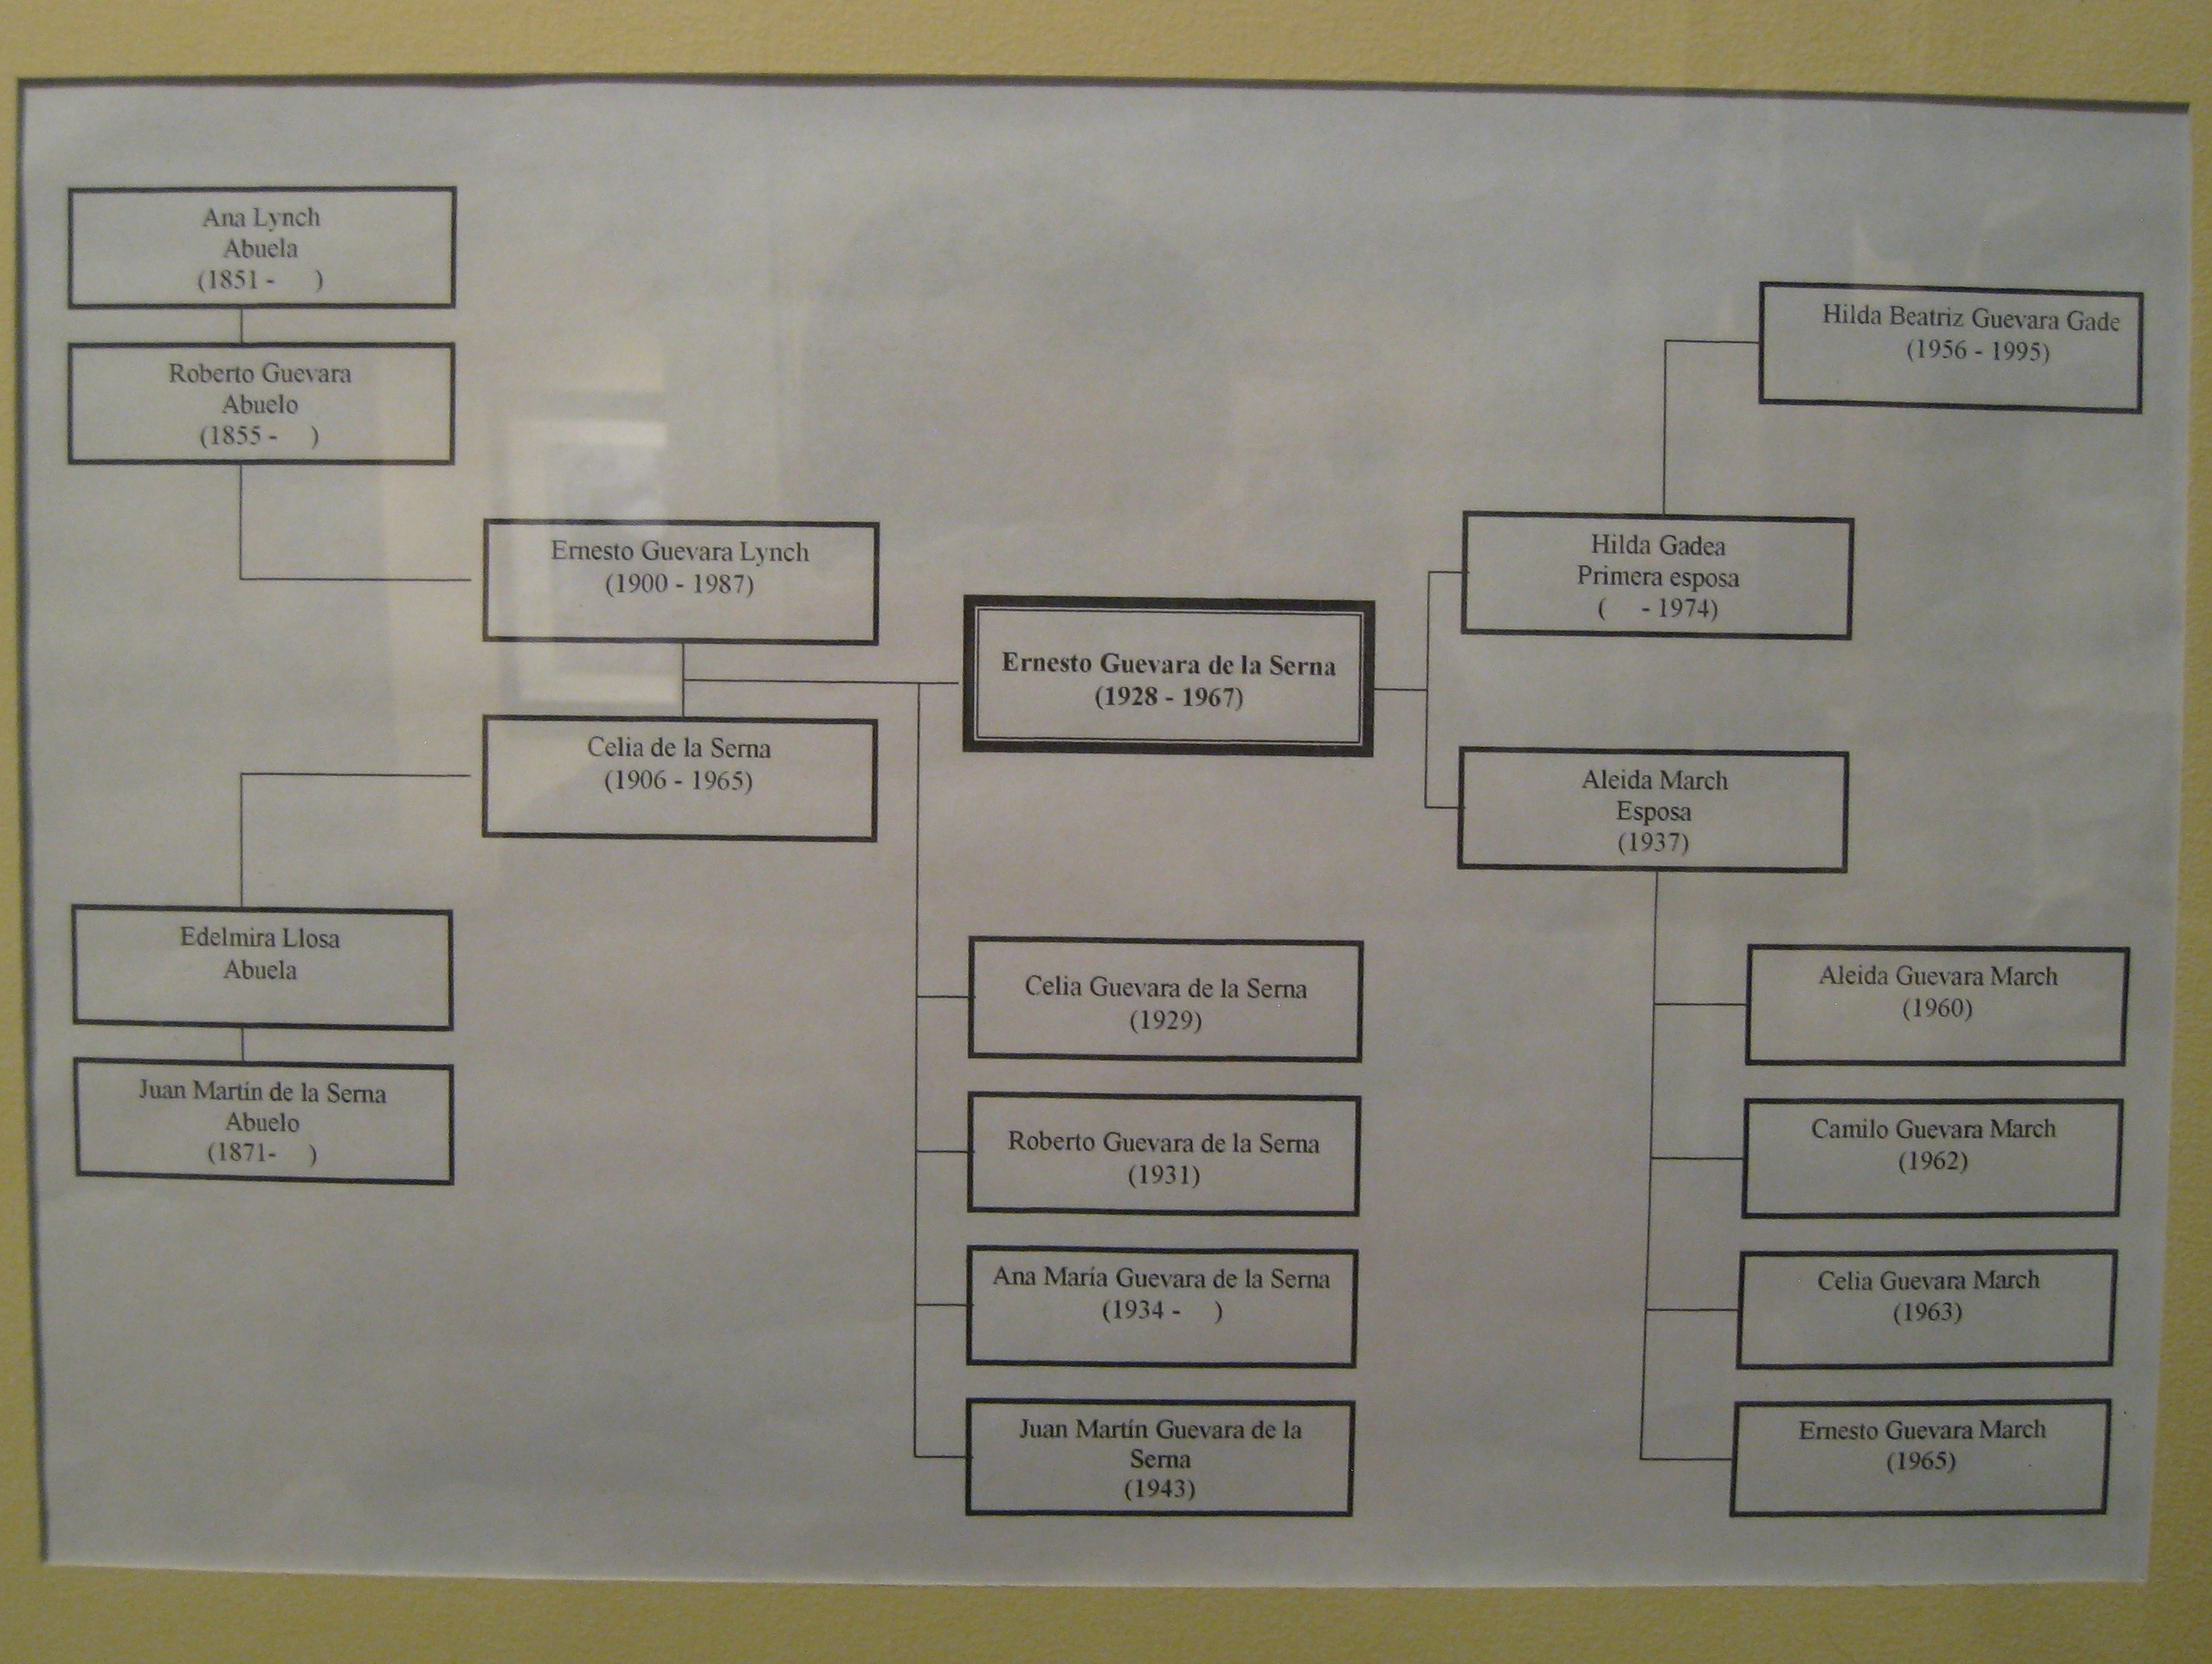 Ana Lynch
Abuela
(1851 - )
Roberto Guevara
Abuelo
(1855 - )
Ernesto Guevara Lynch
(1900 - 1987)
Celia de la Serna
(1906 - 1965)
Edelmira Llosa
Abuela
Juan Martín de la Serna
Abuelo
(1871- )
Ernesto Guevara de la Serna
(1928 - 1967)
Celia Guevara de la Serna
(1929)
Roberto Guevara de la Serna
(1931)
Ana María Guevara de la Serna
(1934 - )
Juan Martín Guevara de la
Serna
(1943)
Hilda Beatriz Guevara Gade
(1956 - 1995)
Hilda Gadea
Primera esposa
( - 1974)
Aleida March
Esposa
(1937)
Aleida Guevara March
(1960)
Camilo Guevara March
(1962)
Celia Guevara March
(1963)
Ernesto Guevara March
(1965)